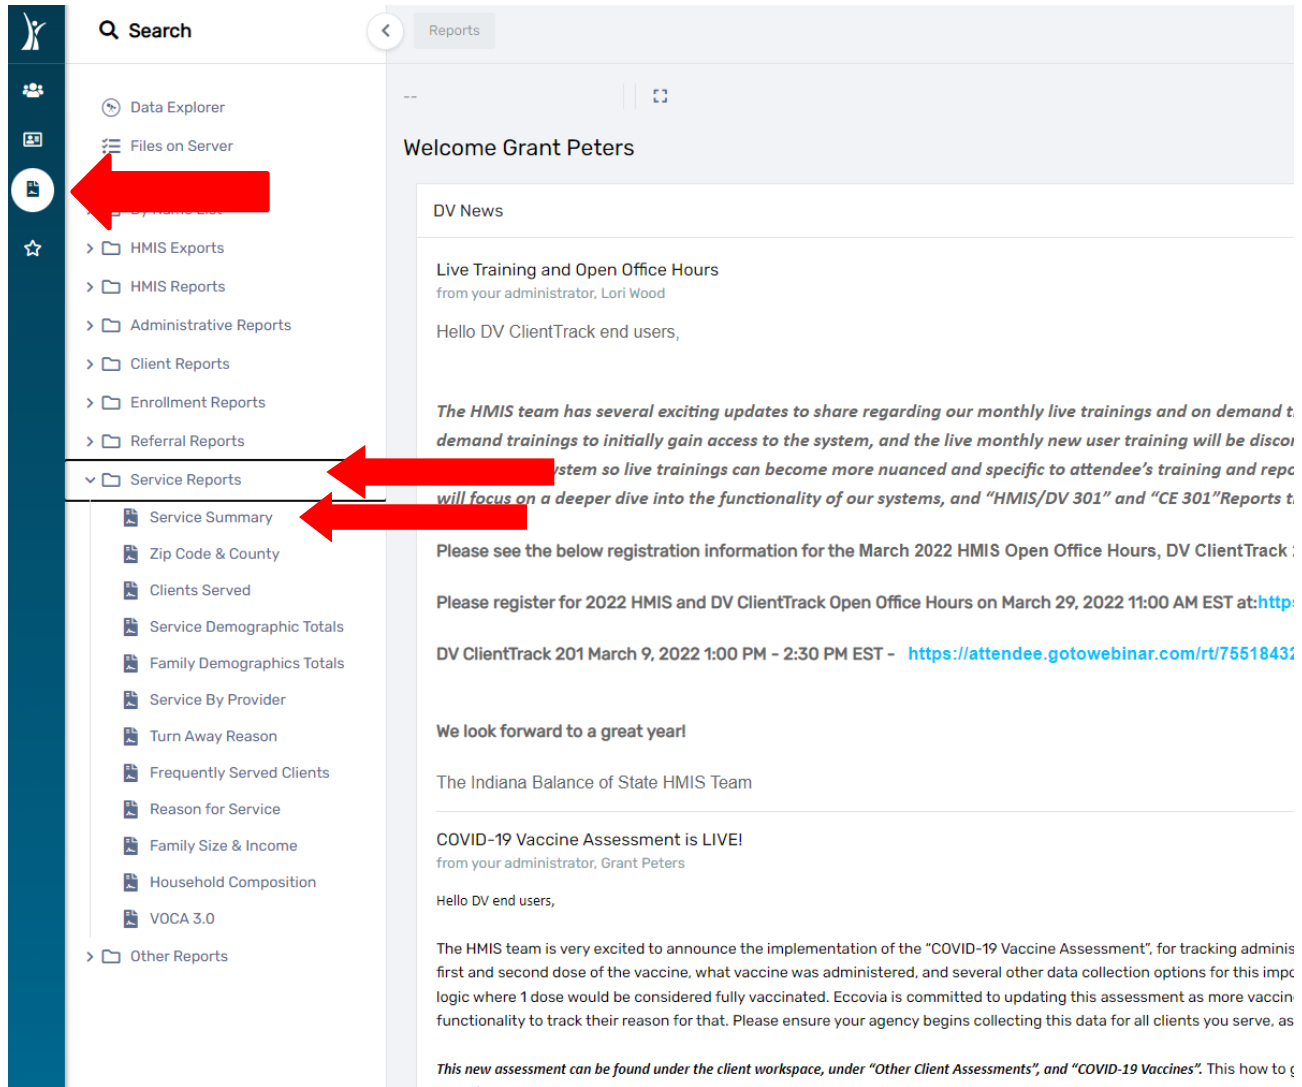 Search
Reports
Data Explorer
Files on Server
--
Welcome Grant Peters
By Name List
HMIS Exports
HMIS Reports
Administrative Reports
Client Reports
Enrollment Reports
Referral Reports
Service Reports
Service Summary
Zip Code & County
Clients Served
Service Demographic Totals
Family Demographics Totals
Service By Provider
Turn Away Reason
Frequently Served Clients
Reason for Service
Family Size & Income
Household Composition
VOCA 3.0
Other Reports
DV News
Live Training and Open Office Hours
from your administrator, Lori Wood
Hello DV ClientTrack end users,
The HMIS team has several exciting updates to share regarding our monthly live trainings and on demand
demand trainings to initially gain access to the system, and the live monthly new user training will be
so live trainings can become more nuanced and specific to attendee's training and
will focus on a deeper dive into the functionality of our systems, and "HMIS/DV 301" and "CE 301"Reports
Please see the below registration information for the March 2022 HMIS Open Office Hours, DV ClientTrack
Please register for 2022 HMIS and DV ClientTrack Open Office Hours on March 29, 2022 11:00 AM EST at:https
DV ClientTrack 201 March 9, 2022 1:00 PM - 2:30 PM EST - https://attendee.gotowebinar.com/rt/75518432
We look forward to a great year!
The Indiana Balance of State HMIS Team
COVID-19 Vaccine Assessment is LIVE!
from your administrator, Grant Peters
Hello DV end users,
The HMIS team is very excited to announce the implementation of the "COVID-19 Vaccine Assessment", for tracking
first and second dose of the vaccine, what vaccine was administered, and several other data collection options for this
logic where 1 dose would be considered fully vaccinated. Eccovia is committed to updating this assessment as more
functionality to track their reason for that. Please ensure your agency begins collecting this data for all clients you serve, as
This new assessment can be found under the client workspace, under "Other Client Assessments", and "COVID-19 Vaccines". This how to